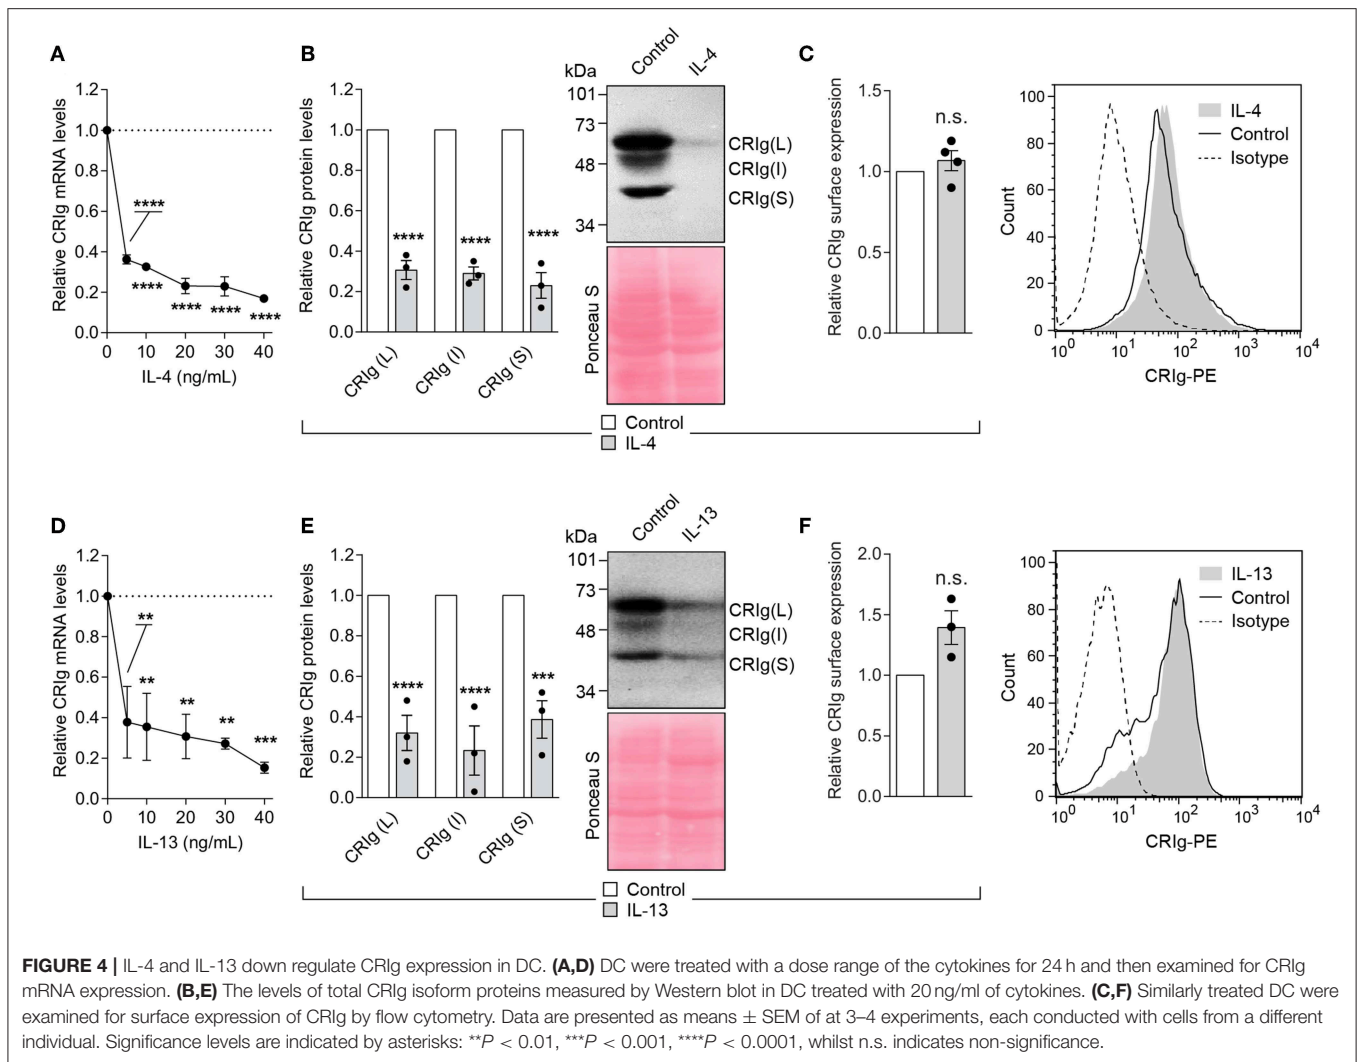 A
Relative CRIg mRNA levels
1.2
1.0
0.8
0.6
0.4
0.2
0.0
****
****
****
****
****
0 10 20 30 40
IL-4 (ng/mL)
B
Relative CRIg protein levels
1.2
1.0
0.8
0.6
0.4
0.2
0.0
****
****
****
CRIg (L)
CRIg (I)
CRIg (S)
kDa
Control
IL-4
101
73
48
34
CRIg(L)
CRIg(I)
CRIg(S)
Ponceau S
Control
IL-4
C
Relative CRIg surface expression
1.5
1.0
0.5
0.0
n.s.
Count
100
80
60
40
20
0
IL-4
Control
Isotype
10⁰ 10¹ 10² 10³ 10⁴
CRIg-PE
D
Relative CRIg mRNA levels
1.2
1.0
0.8
0.6
0.4
0.2
0.0
**
**
**
**
***
0 10 20 30 40
IL-13 (ng/mL)
E
Relative CRIg protein levels
1.2
1.0
0.8
0.6
0.4
0.2
0.0
****
****
***
CRIg (L)
CRIg (I)
CRIg (S)
kDa
Control
IL-13
101
73
48
34
CRIg(L)
CRIg(I)
CRIg(S)
Ponceau S
Control
IL-13
F
Relative CRIg surface expression
2.0
1.5
1.0
0.5
0.0
n.s.
Count
100
80
60
40
20
0
IL-13
Control
Isotype
10⁰ 10¹ 10² 10³ 10⁴
CRIg-PE
FIGURE 4 | IL-4 and IL-13 down regulate CRIg expression in DC. (A,D) DC were treated with a dose range of the cytokines for 24 h and then examined for CRIg
mRNA expression. (B,E) The levels of total CRIg isoform proteins measured by Western blot in DC treated with 20 ng/ml of cytokines. (C,F) Similarly treated DC were
examined for surface expression of CRIg by flow cytometry. Data are presented as means ± SEM of at 3–4 experiments, each conducted with cells from a different
individual. Significance levels are indicated by asterisks: **P < 0.01, ***P < 0.001, ****P < 0.0001, whilst n.s. indicates non-significance.